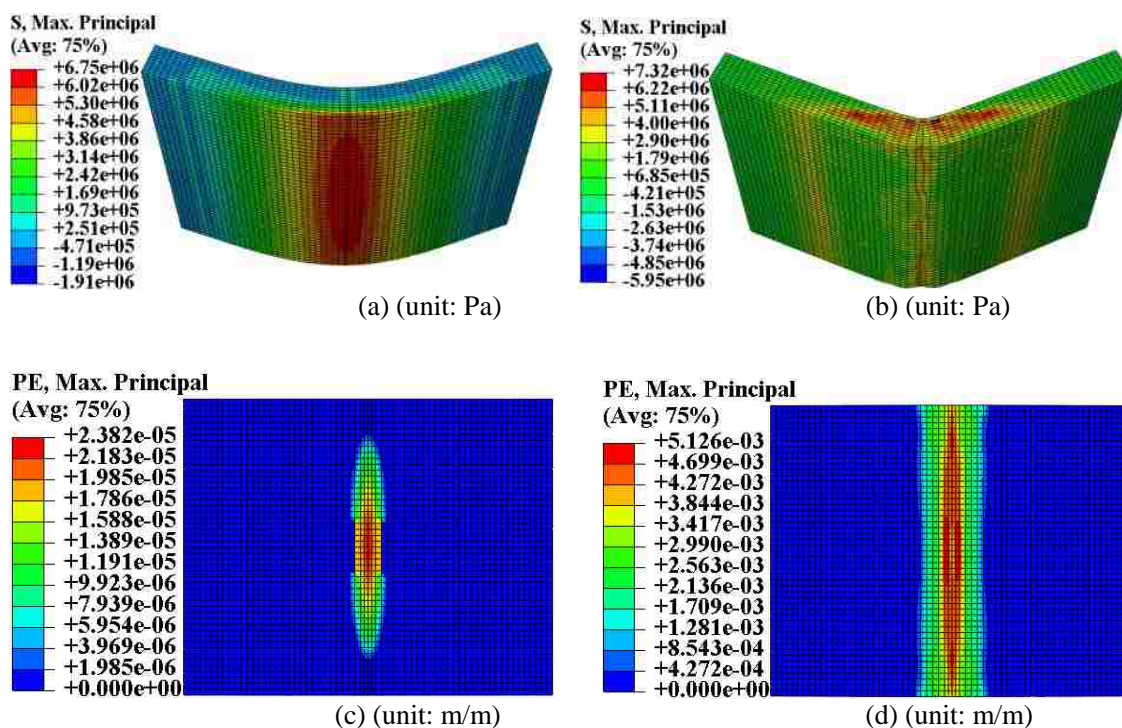 S, Max. Principal
(Avg: 75%)
+6.75e+06
+6.02e+06
+5.30e+06
+4.58e+06
+3.86e+06
+3.14e+06
+2.42e+06
+1.69e+06
+9.73e+05
+2.51e+05
-4.71e+05
-1.19e+06
-1.91e+06
(a) (unit: Pa)
S, Max. Principal
(Avg: 75%)
+7.32e+06
+6.22e+06
+5.11e+06
+4.00e+06
+2.90e+06
+1.79e+06
+6.85e+05
-4.21e+05
-1.53e+06
-2.63e+06
-3.74e+06
-4.85e+06
-5.95e+06
(b) (unit: Pa)
PE, Max. Principal
(Avg: 75%)
+2.382e-05
+2.183e-05
+1.985e-05
+1.786e-05
+1.588e-05
+1.389e-05
+1.191e-05
+9.923e-06
+7.939e-06
+5.954e-06
+3.969e-06
+1.985e-06
+0.000e+00
(c) (unit: m/m)
PE, Max. Principal
(Avg: 75%)
+5.126e-03
+4.699e-03
+4.272e-03
+3.844e-03
+3.417e-03
+2.990e-03
+2.563e-03
+2.136e-03
+1.709e-03
+1.281e-03
+8.543e-04
+4.272e-04
+0.000e+00
(d) (unit: m/m)